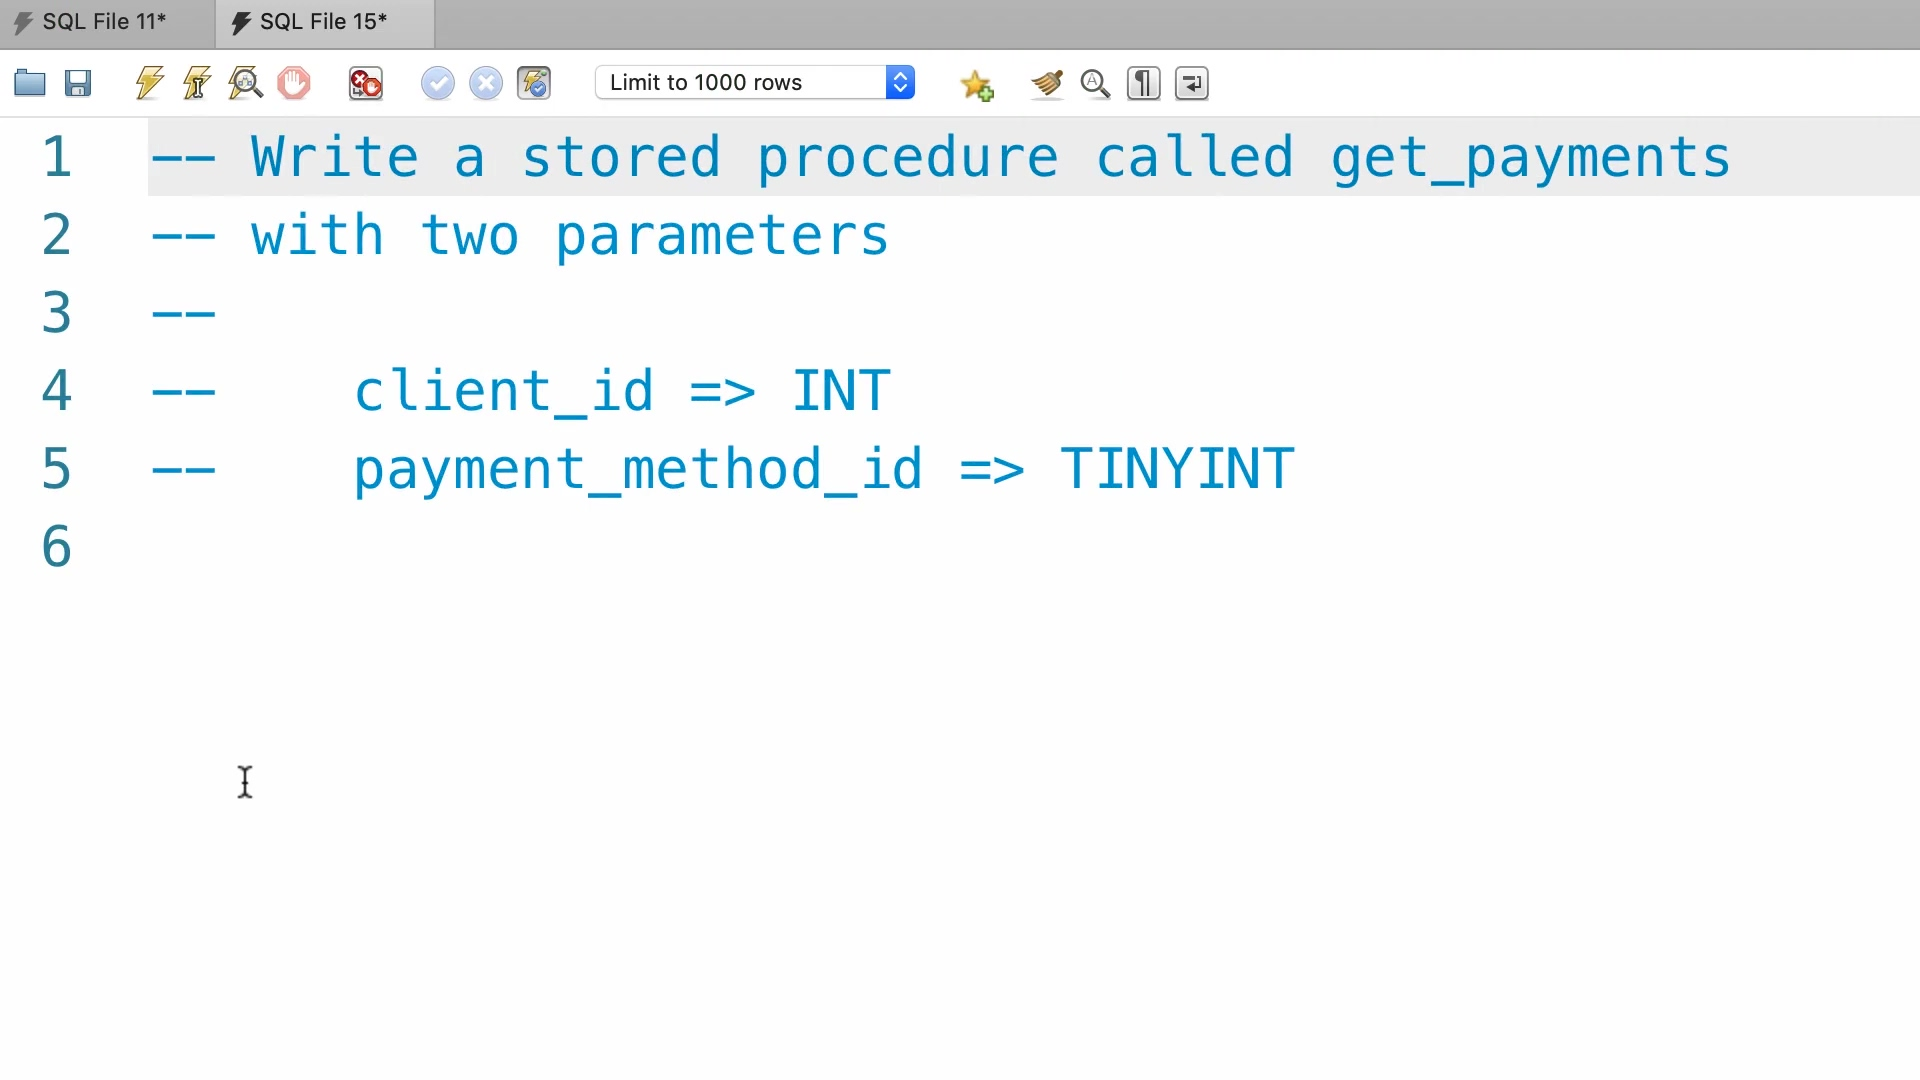 SQL File 11*
SQL File 15*
Limit to 1000 rows
1 -- Write a stored procedure called get_payments
2 -- with two parameters
3 --
4 --    client_id => INT
5 --    payment_method_id => TINYINT
6